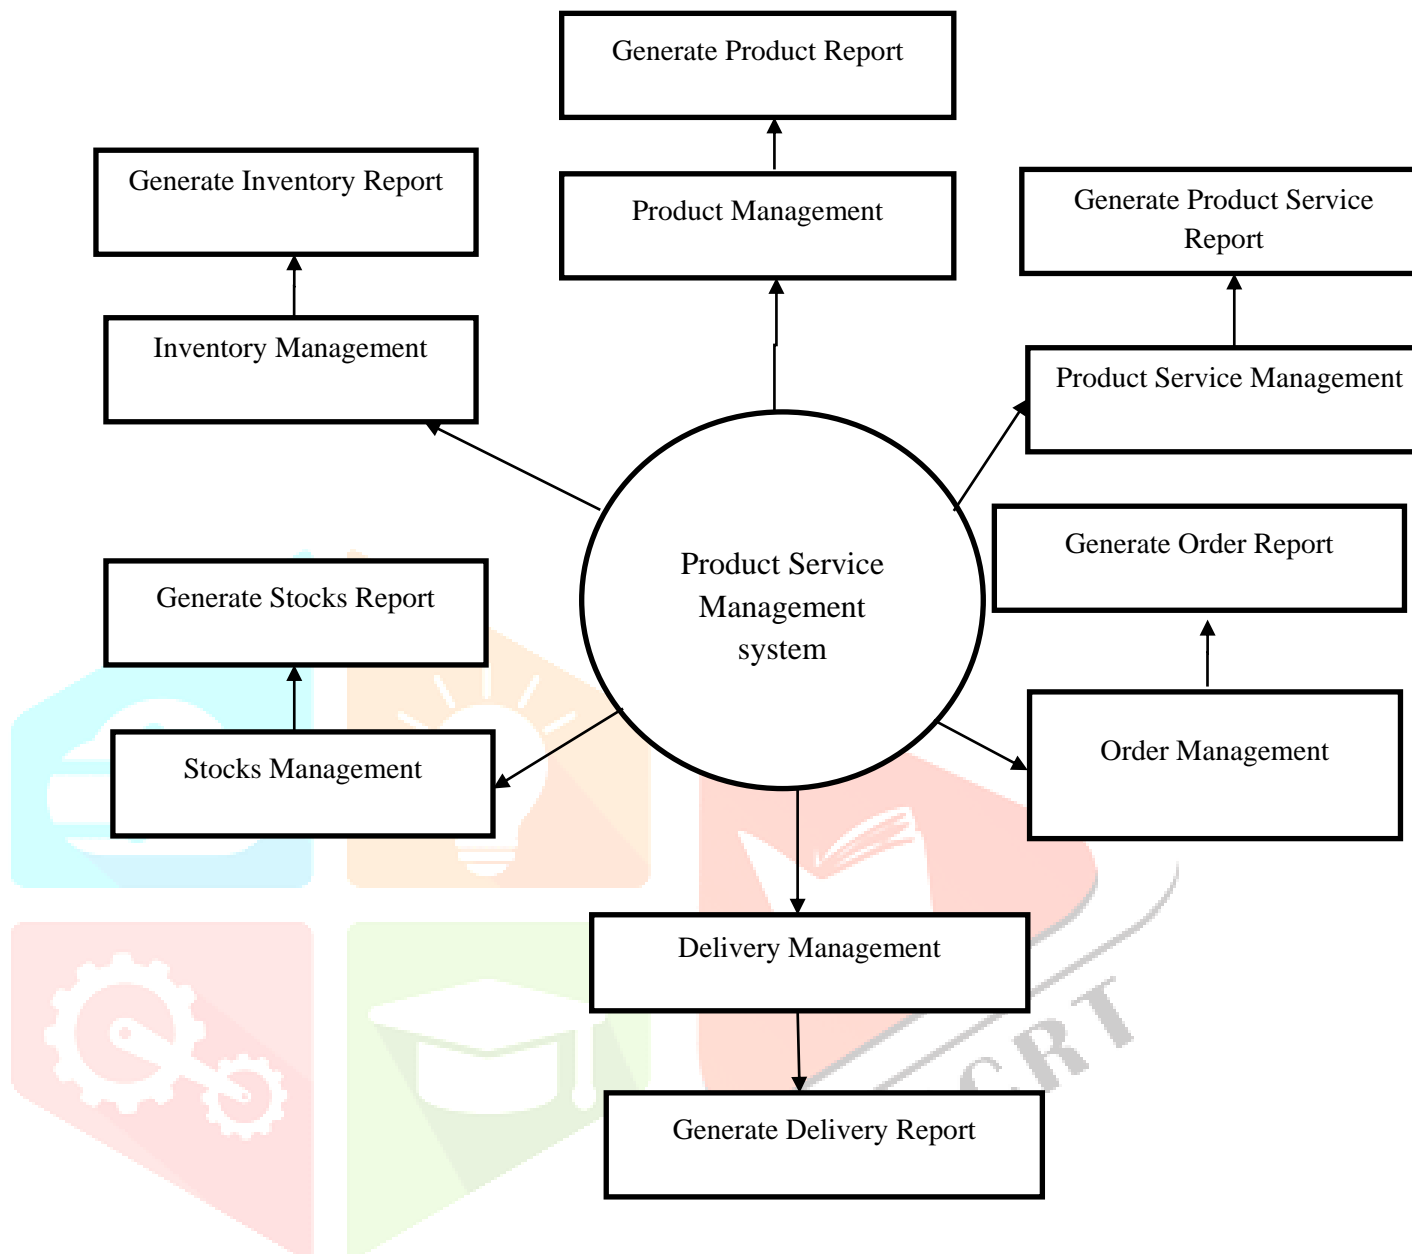 Generate Product Report
Generate Inventory Report
Product Management
Generate Product Service
Report
Inventory Management
Product Service Management
Generate Order Report
Product Service
Management
system
Generate Stocks Report
Order Management
Stocks Management
Delivery Management
CRT
Generate Delivery Report